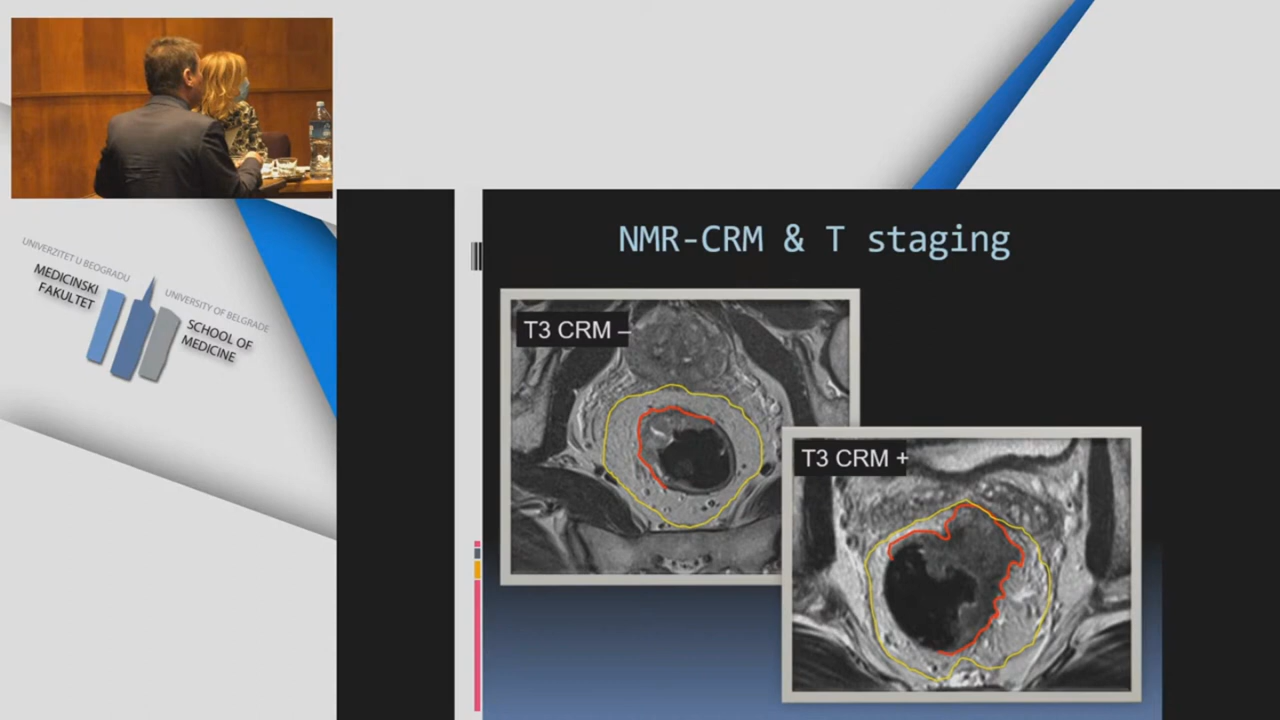 UNIVERZITET U BEOGRADU
MEDICINSKI
FAKULTET
UNIVERSITY OF BELGRADE
SCHOOL OF
MEDICINE
NMR-CRM & T staging
T3 CRM –
T3 CRM +